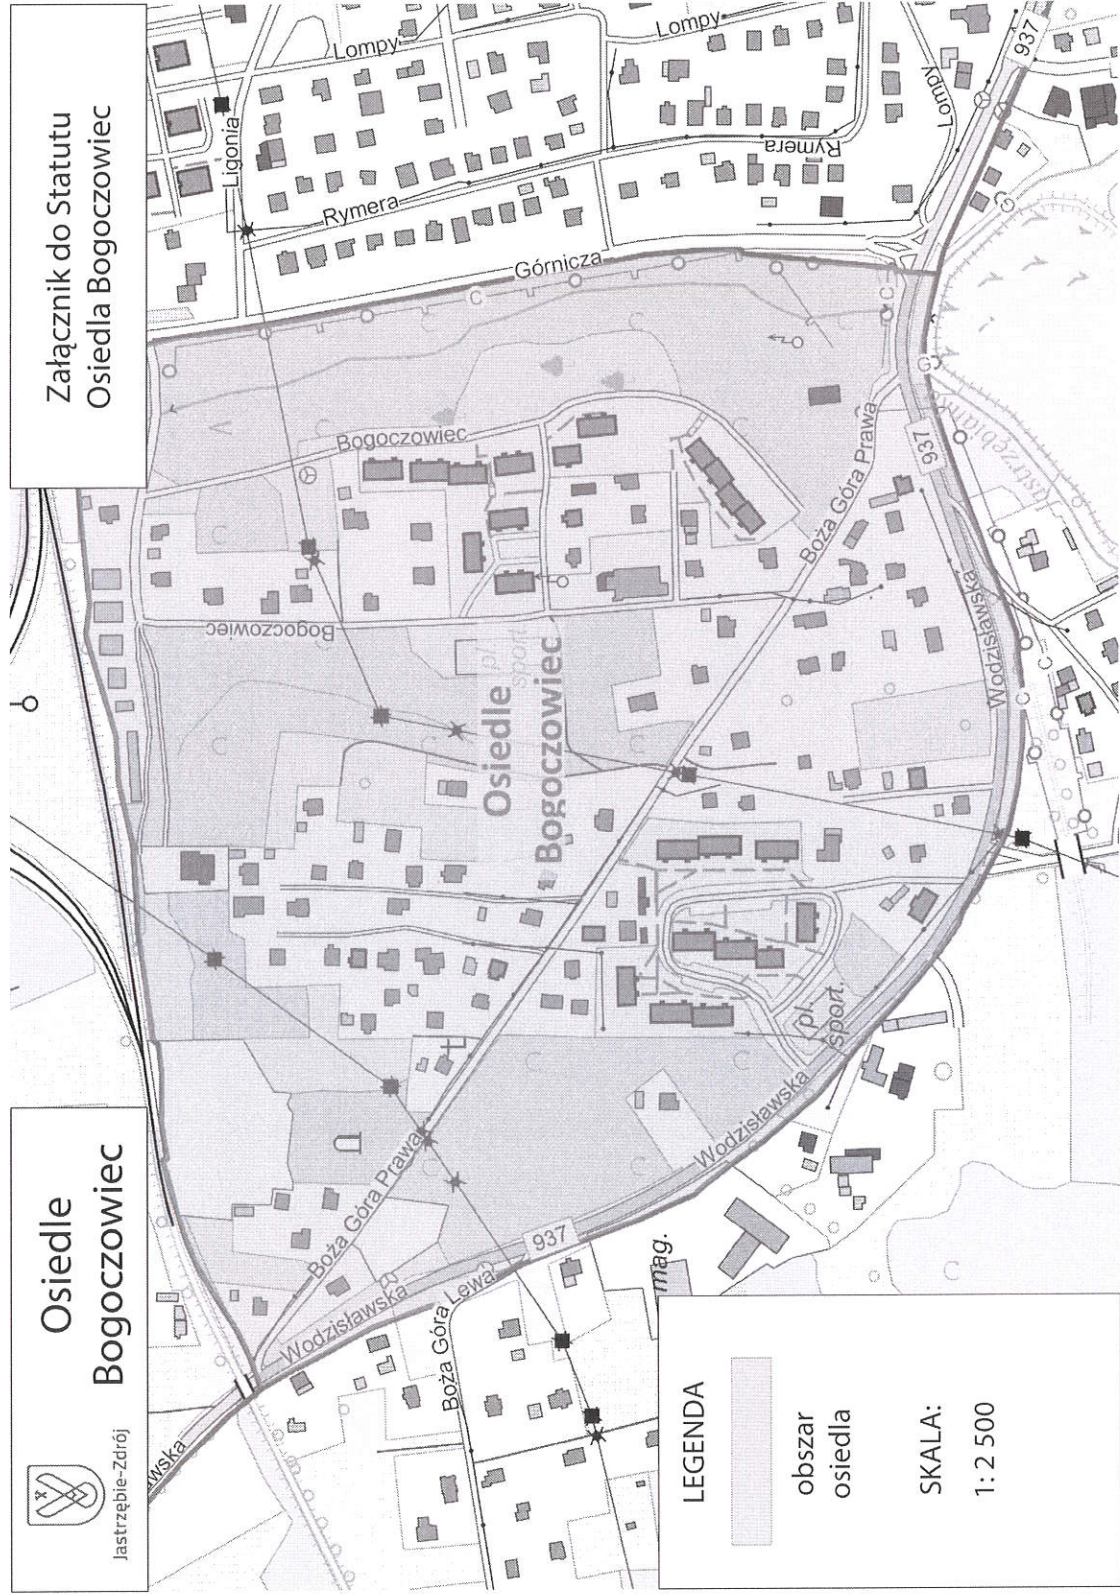 Osiedle
Bogoczowiec
Jastrzębie-Zdrój
Załącznik do Statutu
Osiedla Bogoczowiec
Lompy
Lompy
Lompy
Ligonia
Rymera
Rymera
Górnicza
937
Bogoczowiec
Bogoczowiec
Osiedle
Bogoczowiec
pl.
sport.
Boża Góra Prawa
Boża Góra Prawa
937
Wodzisławska
Wodzisławska
Wodzisławska
937
Boża Góra Lewa
pl.
sport.
mag.
LEGENDA
obszar
osiedla
SKALA:
1: 2 500